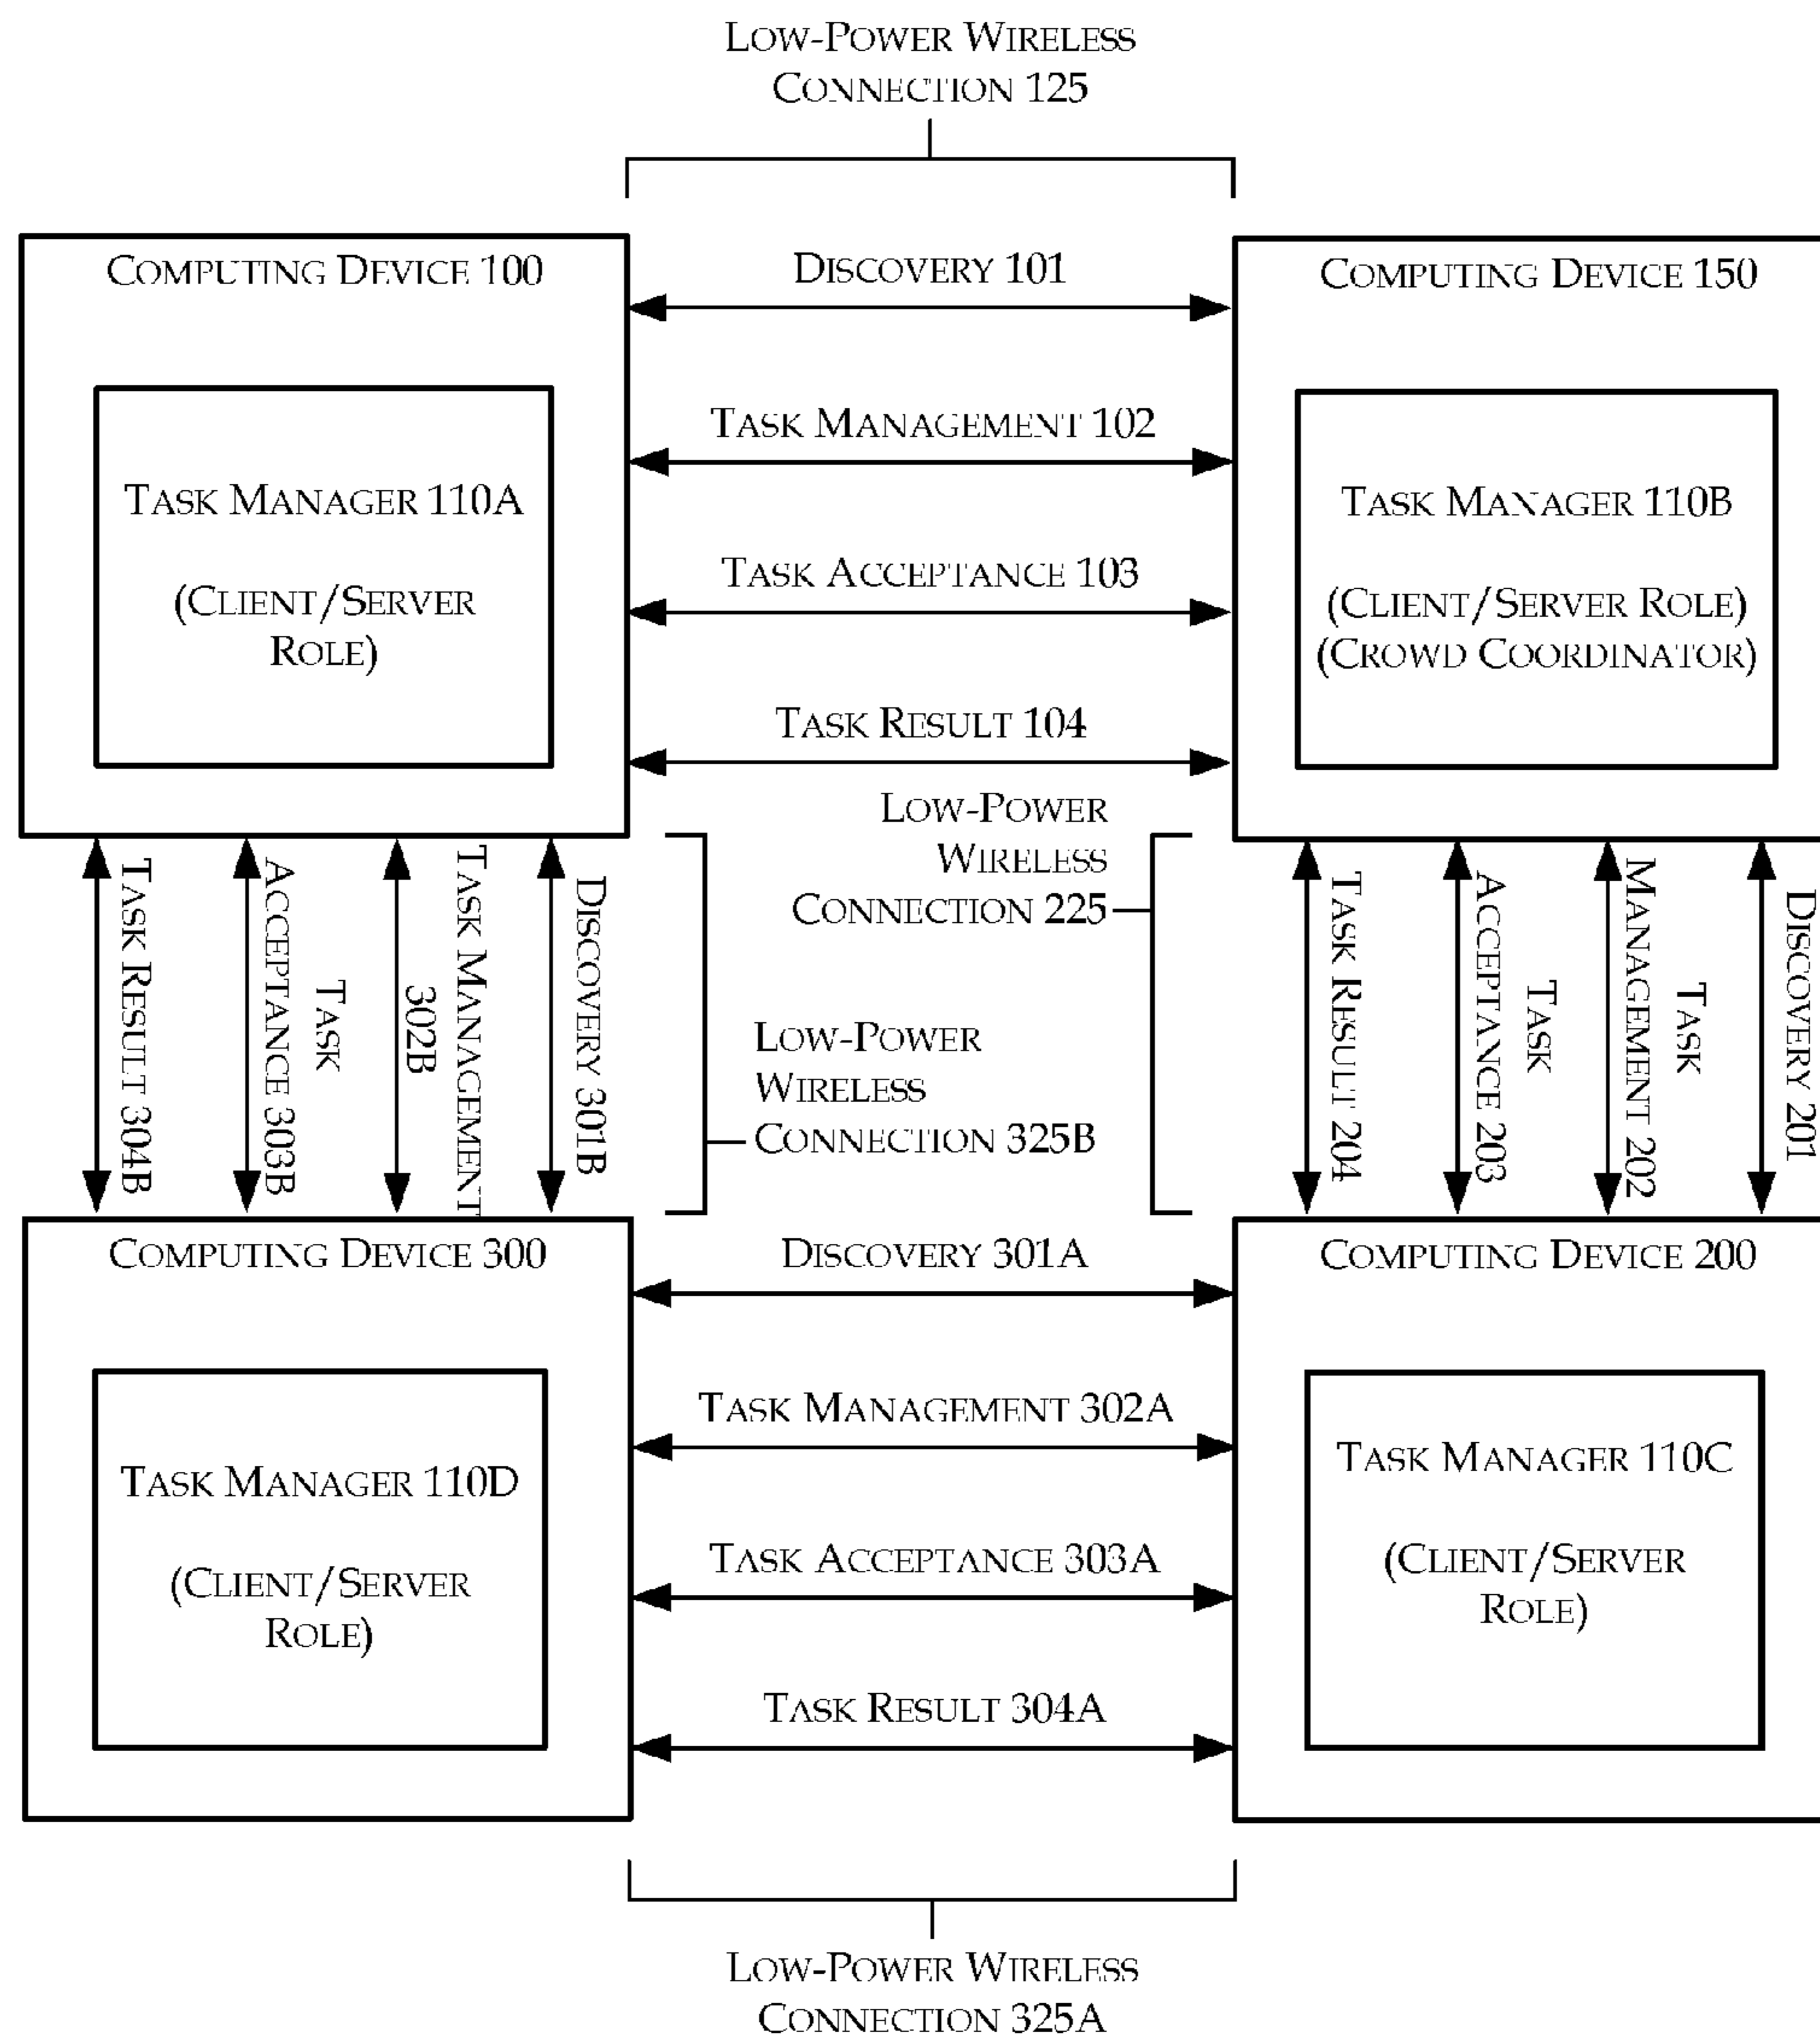 LOW-POWER WIRELESS
CONNECTION 125
COMPUTING DEVICE 100
TASK MANAGER 110A
(CLIENT/SERVER
ROLE)
DISCOVERY 101
TASK MANAGEMENT 102
TASK ACCEPTANCE 103
TASK RESULT 104
COMPUTING DEVICE 150
TASK MANAGER 110B
(CLIENT/SERVER ROLE)
(CROWD COORDINATOR)
TASK RESULT 304B
TASK
ACCEPTANCE 303B
TASK MANAGEMENT
302B
DISCOVERY 301B
LOW-POWER
WIRELESS
CONNECTION 325B
LOW-POWER
WIRELESS
CONNECTION 225
TASK RESULT 204
TASK
ACCEPTANCE 203
TASK
MANAGEMENT 202
DISCOVERY 201
COMPUTING DEVICE 300
TASK MANAGER 110D
(CLIENT/SERVER
ROLE)
DISCOVERY 301A
TASK MANAGEMENT 302A
TASK ACCEPTANCE 303A
TASK RESULT 304A
COMPUTING DEVICE 200
TASK MANAGER 110C
(CLIENT/SERVER
ROLE)
LOW-POWER WIRELESS
CONNECTION 325A